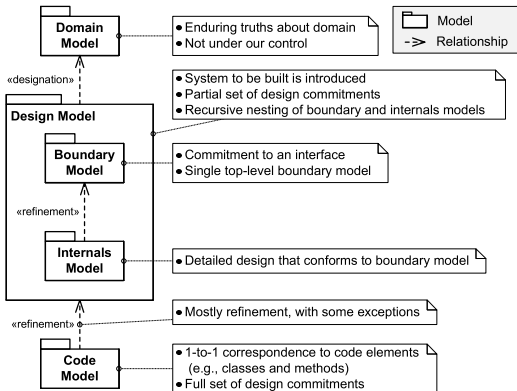 Domain
Model
• Enduring truths about domain
• Not under our control
Model
Relationship
«designation»
• System to be built is introduced
• Partial set of design commitments
• Recursive nesting of boundary and internals models
Design Model
Boundary
Model
• Commitment to an interface
• Single top-level boundary model
«refinement»
Internals
Model
• Detailed design that conforms to boundary model
«refinement»
• Mostly refinement, with some exceptions
Code
Model
• 1-to-1 correspondence to code elements
(e.g., classes and methods)
• Full set of design commitments